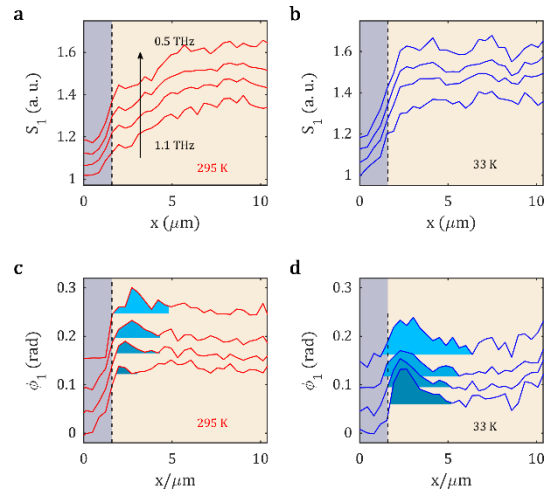 a
b
S₁ (a. u.)
1.6
1.4
1.2
1
0.5 THz
1.1 THz
295 K
0
5
10
x (μm)
S₁ (a. u.)
1.6
1.4
1.2
1
33 K
0
5
10
x (μm)
c
d
ϕ₁ (rad)
0.3
0.2
0.1
0
295 K
0
5
10
x/μm
ϕ₁ (rad)
0.3
0.2
0.1
0
33 K
0
5
10
x/μm